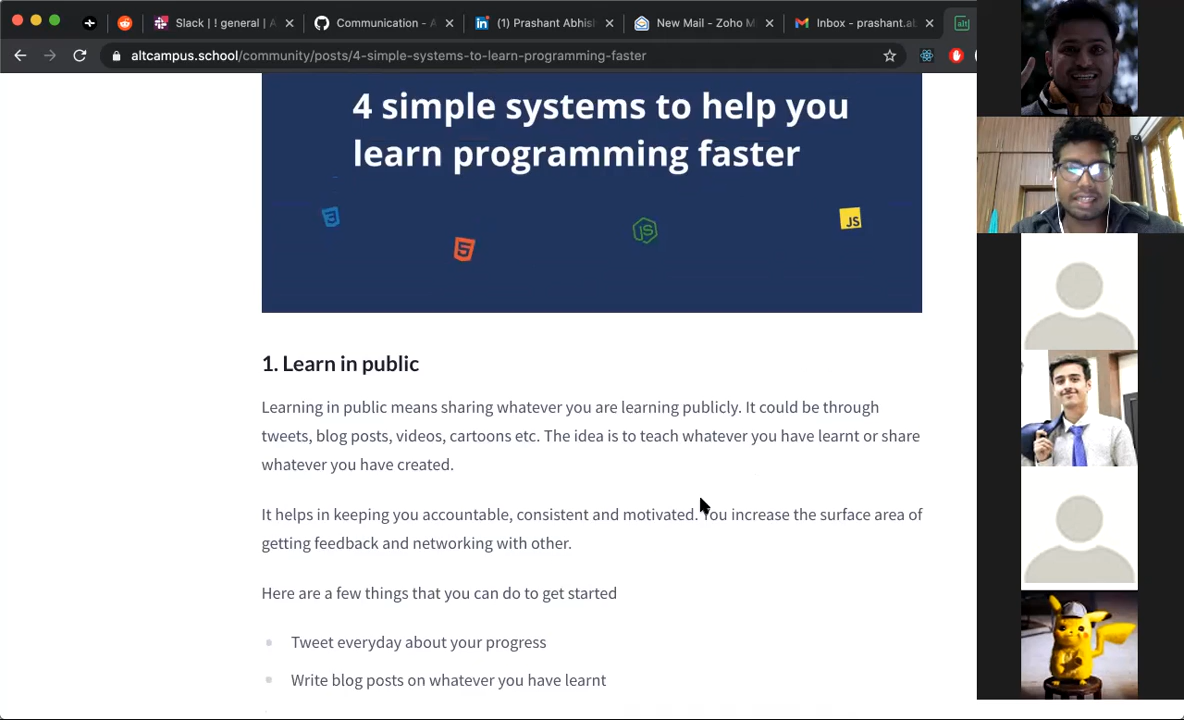 Slack | ! general | A
Communication - A
(1) Prashant Abhish
New Mail - Zoho M
Inbox - prashant.a
alt
altcampus.school/community/posts/4-simple-systems-to-learn-programming-faster
4 simple systems to help you
learn programming faster
3
5
JS
JS
1. Learn in public
Learning in public means sharing whatever you are learning publicly. It could be through
tweets, blog posts, videos, cartoons etc. The idea is to teach whatever you have learnt or share
whatever you have created.
It helps in keeping you accountable, consistent and motivated. You increase the surface area of
getting feedback and networking with other.
Here are a few things that you can do to get started
Tweet everyday about your progress
Write blog posts on whatever you have learnt